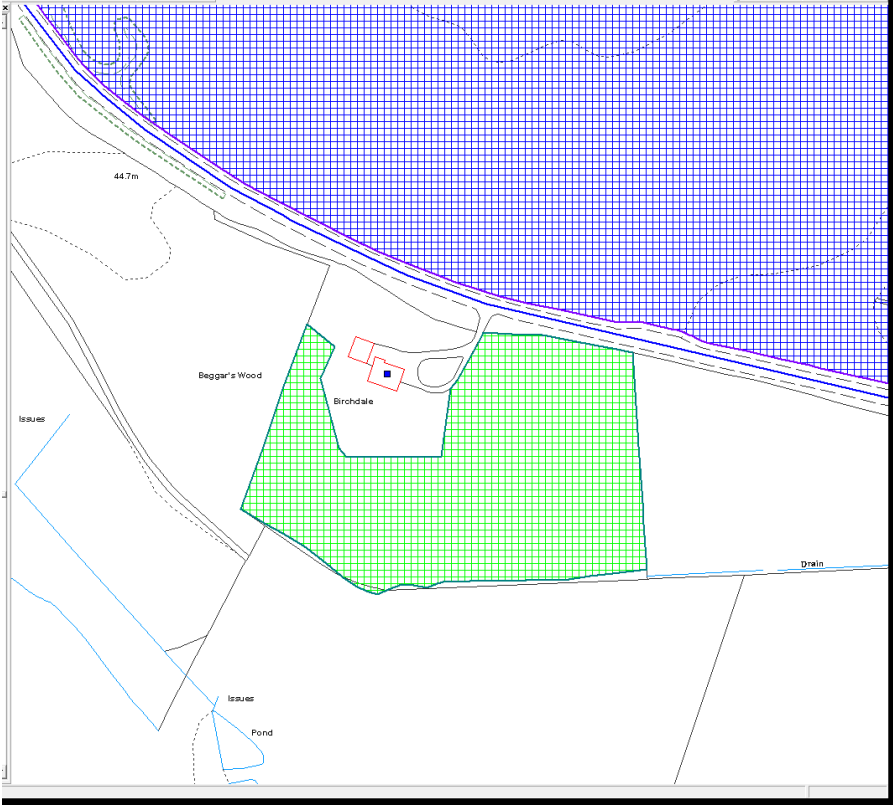 44.7m
Beggar's Wood
Birchdale
Issues
Drain
Issues
Pond